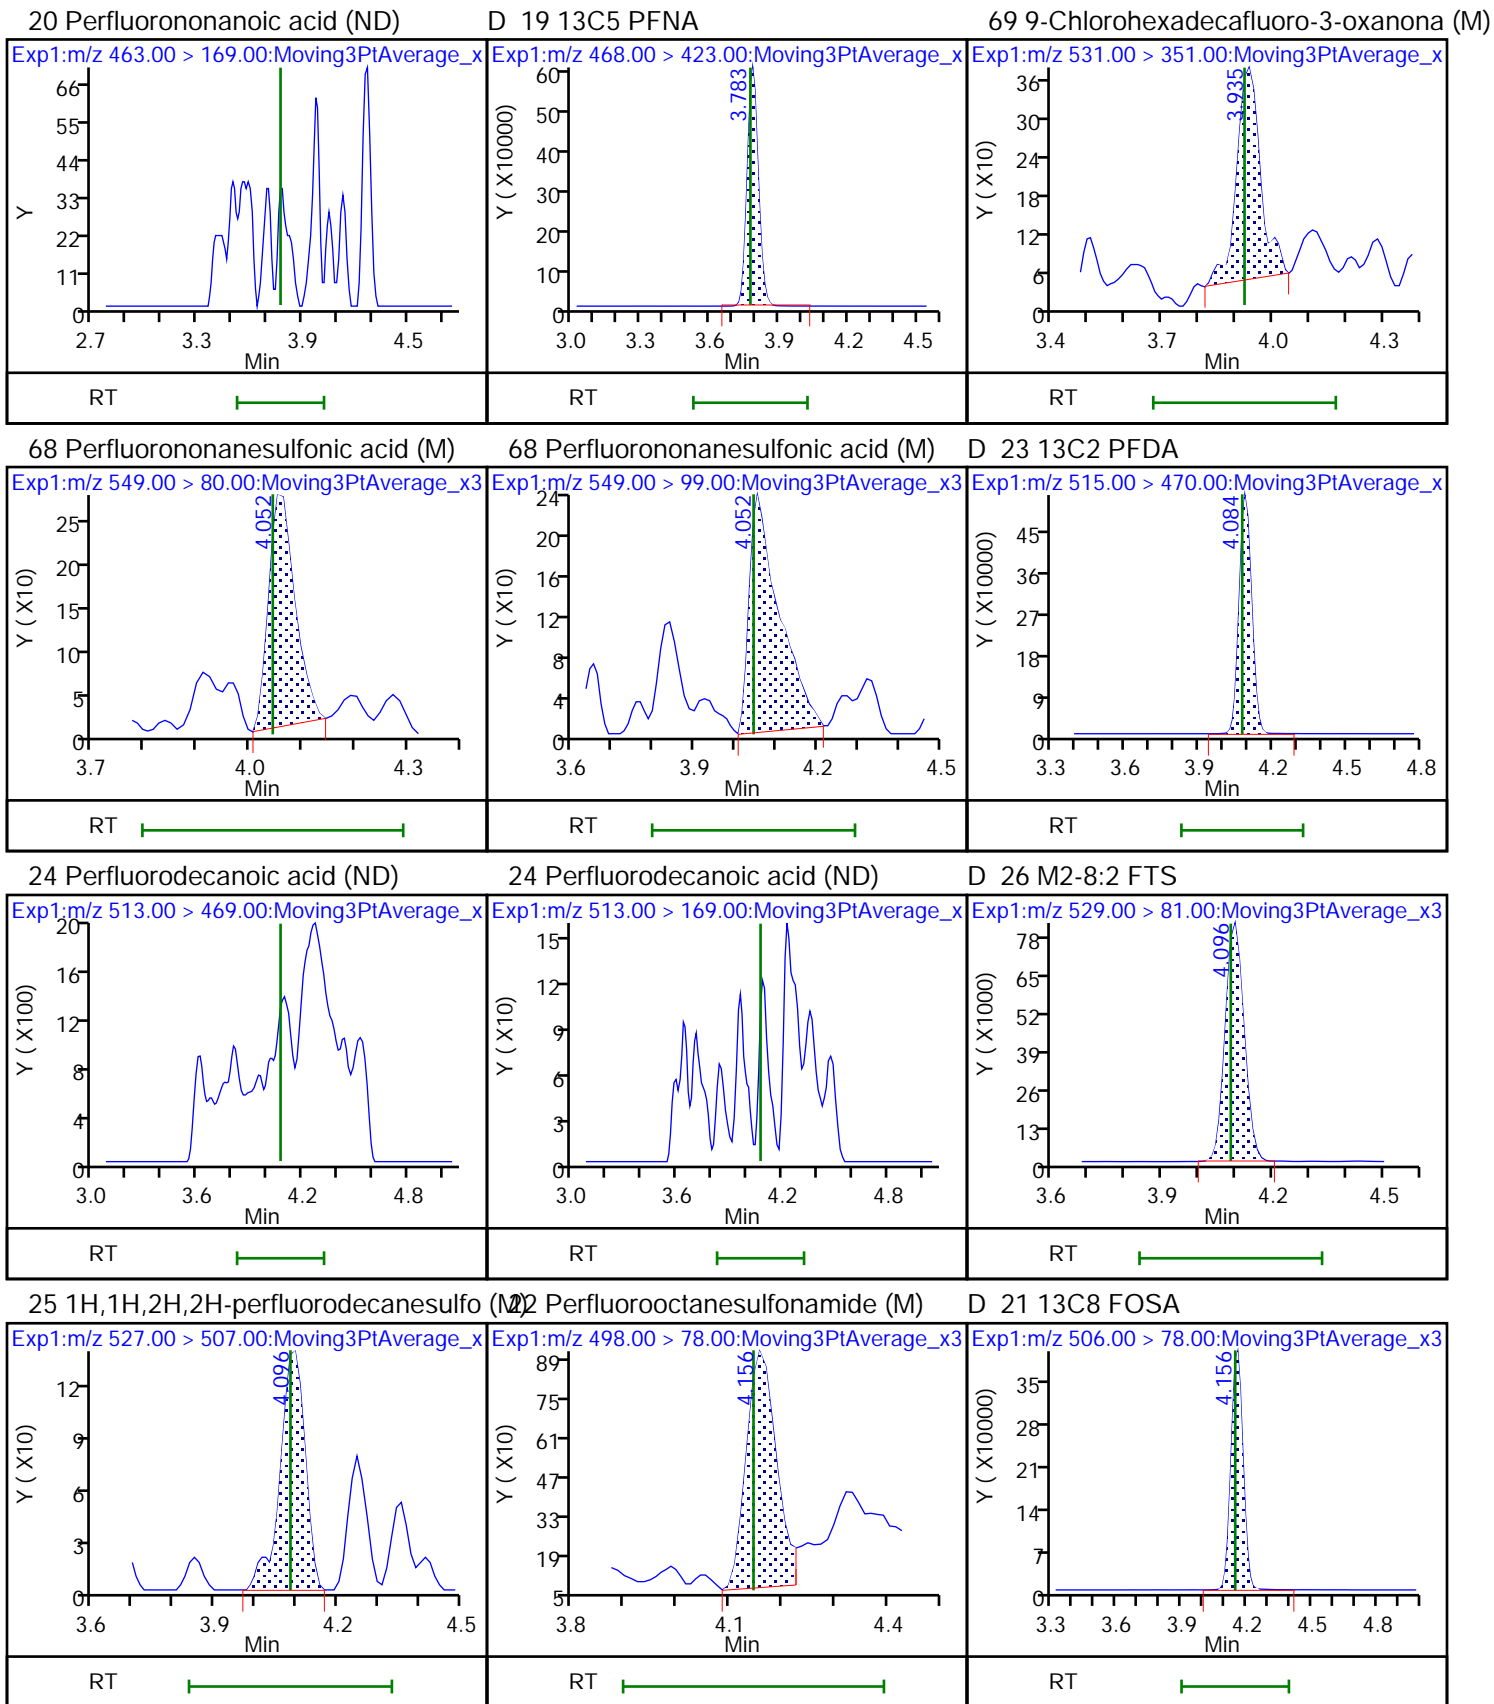 20 Perfluorononanoic acid (ND)
D 19 13C5 PFNA
69 9-Chlorohexadecafluoro-3-oxanona (M)
Exp1:m/z 463.00 > 169.00:Moving3PtAverage_x
Exp1:m/z 468.00 > 423.00:Moving3PtAverage_x
Exp1:m/z 531.00 > 351.00:Moving3PtAverage_x
66
55
44
33
22
11
0
Y
2.7 3.3 3.9 4.5
Min
RT
60
50
40
30
20
10
0
Y ( X10000)
3.783
3.0 3.3 3.6 3.9 4.2 4.5
Min
RT
36
30
24
18
12
6
0
Y ( X10)
3.935
3.4 3.7 4.0 4.3
Min
RT
68 Perfluorononanesulfonic acid (M)
68 Perfluorononanesulfonic acid (M)
D 23 13C2 PFDA
Exp1:m/z 549.00 > 80.00:Moving3PtAverage_x3
Exp1:m/z 549.00 > 99.00:Moving3PtAverage_x3
Exp1:m/z 515.00 > 470.00:Moving3PtAverage_x
25
20
15
10
5
0
Y ( X10)
4.052
3.7 4.0 4.3
Min
RT
24
20
16
12
8
4
0
Y ( X10)
4.052
3.6 3.9 4.2 4.5
Min
RT
45
36
27
18
9
0
Y ( X10000)
4.084
3.3 3.6 3.9 4.2 4.5 4.8
Min
RT
24 Perfluorodecanoic acid (ND)
24 Perfluorodecanoic acid (ND)
D 26 M2-8:2 FTS
Exp1:m/z 513.00 > 469.00:Moving3PtAverage_x
Exp1:m/z 513.00 > 169.00:Moving3PtAverage_x
Exp1:m/z 529.00 > 81.00:Moving3PtAverage_x3
20
16
12
8
4
0
Y ( X100)
3.0 3.6 4.2 4.8
Min
RT
15
12
9
6
3
0
Y ( X10)
3.0 3.6 4.2 4.8
Min
RT
78
65
52
39
26
13
0
Y ( X1000)
4.096
3.6 3.9 4.2 4.5
Min
RT
25 1H,1H,2H,2H-perfluorodecanesulfo (M)
22 Perfluorooctanesulfonamide (M)
D 21 13C8 FOSA
Exp1:m/z 527.00 > 507.00:Moving3PtAverage_x
Exp1:m/z 498.00 > 78.00:Moving3PtAverage_x3
Exp1:m/z 506.00 > 78.00:Moving3PtAverage_x3
12
9
6
3
0
Y ( X10)
4.096
3.6 3.9 4.2 4.5
Min
RT
89
75
61
47
33
19
5
Y ( X10)
4.156
3.8 4.1 4.4
Min
RT
35
28
21
14
7
0
Y ( X10000)
4.156
3.3 3.6 3.9 4.2 4.5 4.8
Min
RT